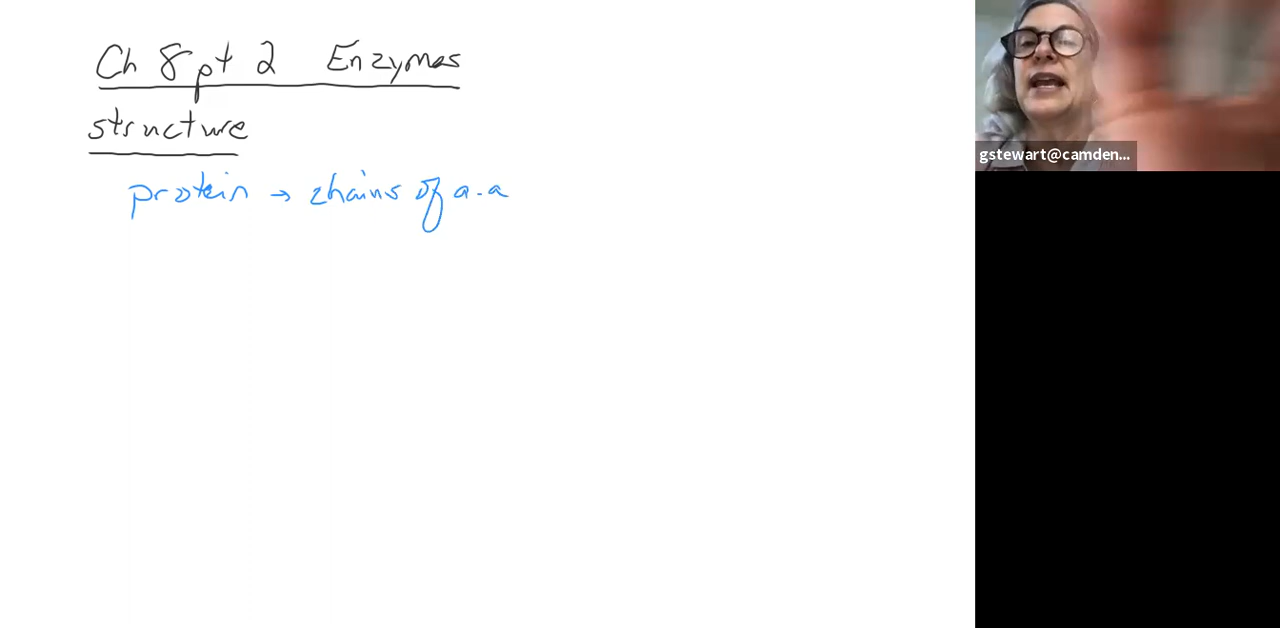 Ch 8 pt 2 Enzymes
structure
protein → chains of a.a
gstewart@camden...